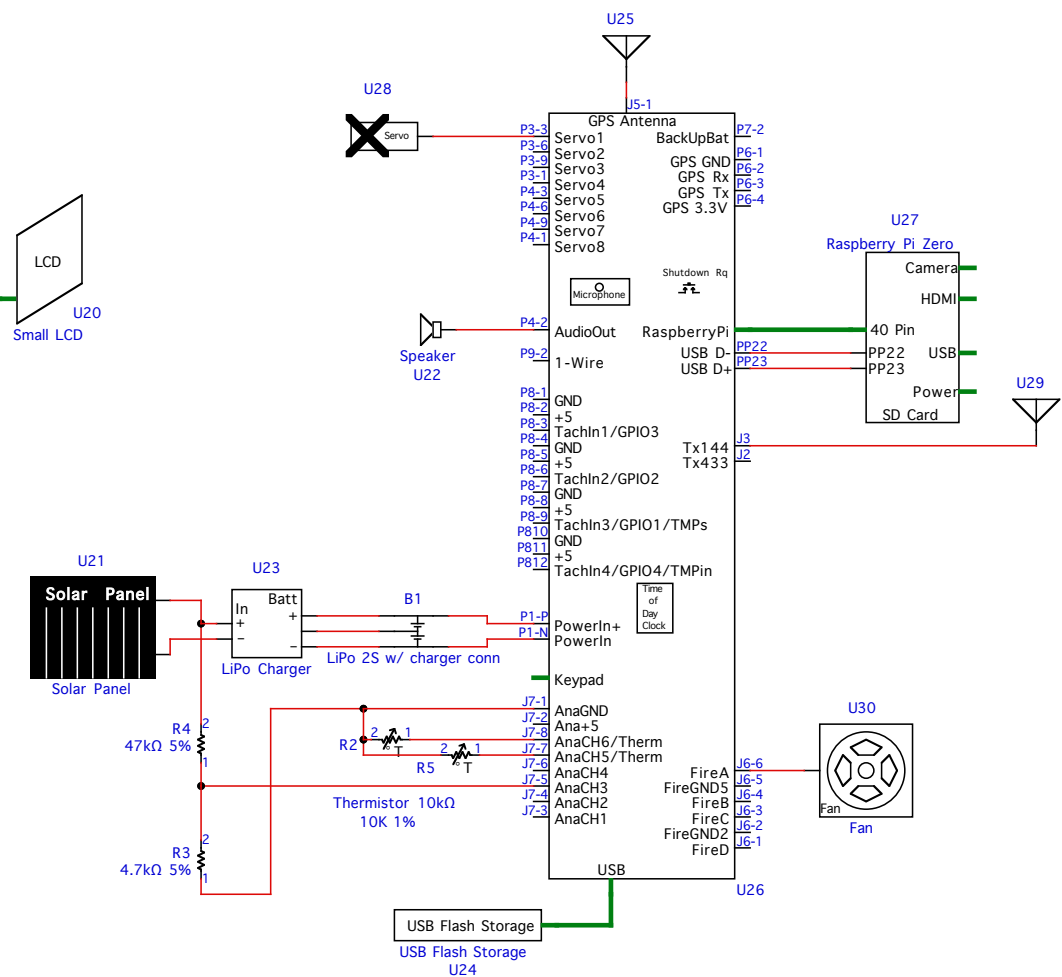 U25
J5-1
GPS Antenna
U28
Servo
P3-3
Servo1
P3-6
Servo2
P3-9
Servo3
P3-1
Servo4
P4-3
Servo5
P4-6
Servo6
P4-9
Servo7
P4-1
Servo8
BackUpBat
P7-2
GPS GND
P6-1
GPS Rx
P6-2
GPS Tx
P6-3
GPS 3.3V
P6-4
LCD
U20
Small LCD
Microphone
Shutdown Rq
U27
Raspberry Pi Zero
Camera
HDMI
40 Pin
PP22
USB
PP23
Power
SD Card
P4-2
AudioOut
Speaker
U22
P9-2
1-Wire
RaspberryPi
USB D-
PP22
USB D+
PP23
U29
Tx144
J3
Tx433
J2
P8-1
GND
P8-2
+5
P8-3
TachIn1/GPIO3
P8-4
GND
P8-5
+5
P8-6
TachIn2/GPIO2
P8-7
GND
P8-8
+5
P8-9
TachIn3/GPIO1/TMPs
P810
GND
P811
+5
P812
TachIn4/GPIO4/TMPin
U21
Solar Panel
Solar Panel
U23
Batt
In
+
-
+
-
LiPo Charger
B1
LiPo 2S w/ charger conn
P1-P
PowerIn+
P1-N
PowerIn
Time
of
Day
Clock
Keypad
J7-1
AnaGND
J7-2
Ana+5
J7-8
AnaCH6/Therm
J7-7
AnaCH5/Therm
J7-6
AnaCH4
J7-5
AnaCH3
J7-4
AnaCH2
J7-3
AnaCH1
R4
47kΩ 5%
2
1
R2
2
1
T
R5
2
1
T
Thermistor 10kΩ
10K 1%
R3
4.7kΩ 5%
2
1
FireA
J6-6
FireGND5
J6-5
FireB
J6-4
FireC
J6-3
FireGND2
J6-2
FireD
J6-1
U30
Fan
Fan
USB
U26
USB Flash Storage
USB Flash Storage
U24